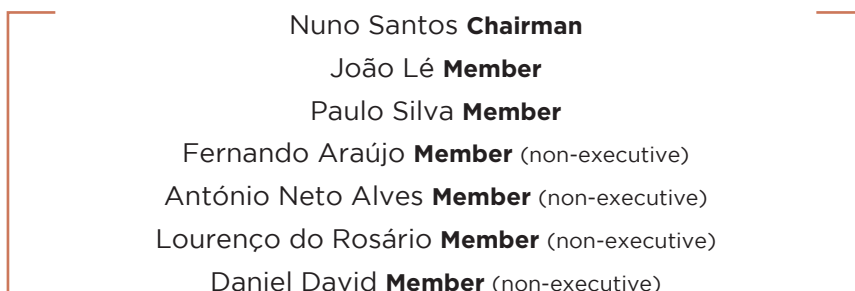 Nuno Santos Chairman
João Lé Member
Paulo Silva Member
Fernando Araújo Member (non-executive)
António Neto Alves Member (non-executive)
Lourenço do Rosário Member (non-executive)
Daniel David Member (non-executive)